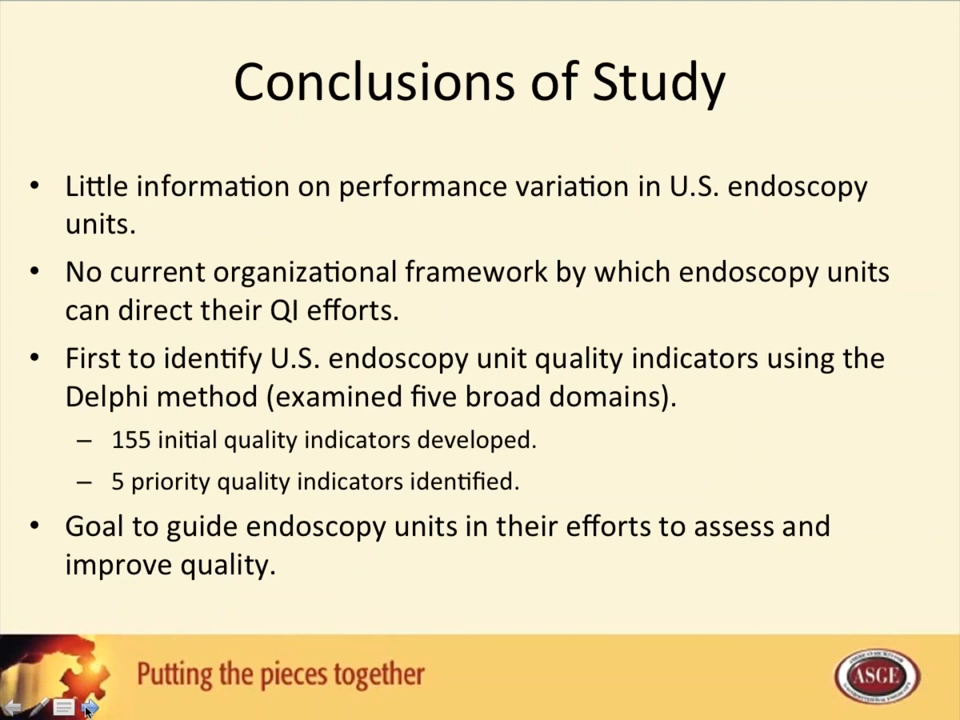 Conclusions of Study
• Little information on performance variation in U.S. endoscopy
units.
• No current organizational framework by which endoscopy units
can direct their QI efforts.
• First to identify U.S. endoscopy unit quality indicators using the
Delphi method (examined five broad domains).
– 155 initial quality indicators developed.
– 5 priority quality indicators identified.
• Goal to guide endoscopy units in their efforts to assess and
improve quality.
Putting the pieces together
ASGE